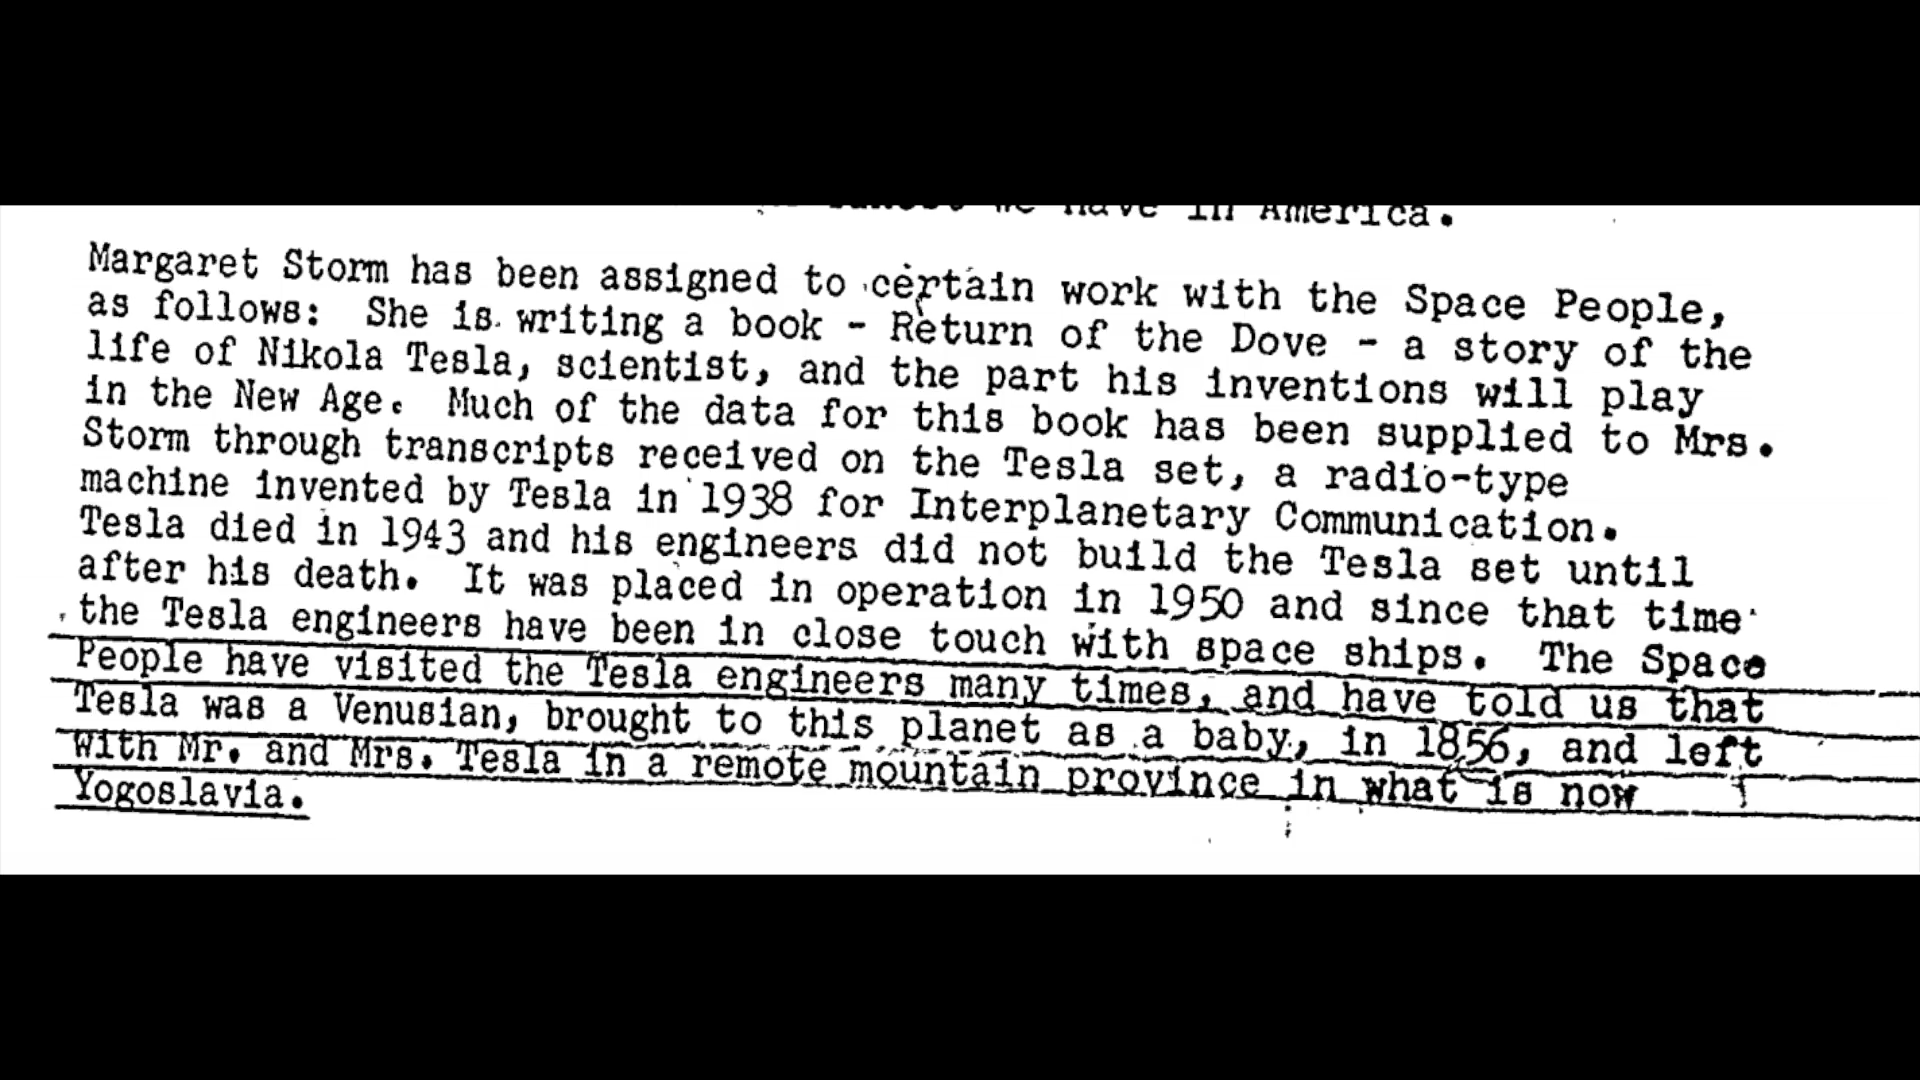 we have in America.
Margaret Storm has been assigned to certain work with the Space People,
as follows: She is writing a book - Return of the Dove - a story of the
life of Nikola Tesla, scientist, and the part his inventions will play
in the New Age. Much of the data for this book has been supplied to Mrs.
Storm through transcripts received on the Tesla set, a radio-type
machine invented by Tesla in 1938 for Interplanetary Communication.
Tesla died in 1943 and his engineers did not build the Tesla set until
after his death. It was placed in operation in 1950 and since that time
the Tesla engineers have been in close touch with space ships. The Space
People have visited the Tesla engineers many times, and have told us that
Tesla was a Venusian, brought to this planet as a baby, in 1856, and left
with Mr. and Mrs. Tesla in a remote mountain province in what is now
Yogoslavia.